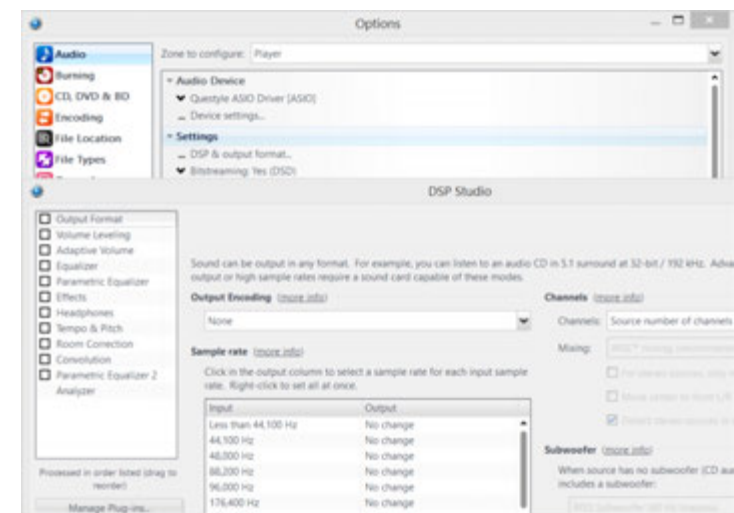 Options
Audio
Burning
CD, DVD & BD
Encoding
File Location
File Types
Zone to configure: Player
Audio Device
Questyle ASIO Driver [ASIO]
Device settings...
Settings
DSP & output format...
Bitstreaming: Yes (DSD)
DSP Studio
Output Format
Volume Leveling
Adaptive Volume
Equalizer
Parametric Equalizer
Effects
Headphones
Tempo & Pitch
Room Correction
Convolution
Parametric Equalizer 2
Analyzer
Processed in order listed (drag to
reorder)
Manage Plug-ins...
Sound can be output in any format. For example, you can listen to an audio CD in 5.1 surround at 32-bit / 192 kHz. Adva
output or high sample rates require a sound card capable of these modes.
Output Encoding (more info)
None
Sample rate (more info)
Click in the output column to select a sample rate for each input sample
rate. Right-click to set all at once.
Input Output
Less than 44,100 Hz No change
44,100 Hz No change
48,000 Hz No change
88,200 Hz No change
96,000 Hz No change
176,400 Hz No change
Channels (more info)
Channels: Source number of channels
Mixing:
For stereo sources, only
Subwoofer (more info)
When source has no subwoofer (CD au
includes a subwoofer: